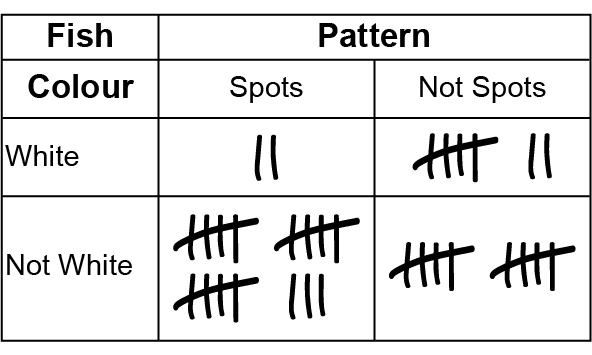 Fish Pattern
Colour Spots Not Spots
White
Not White